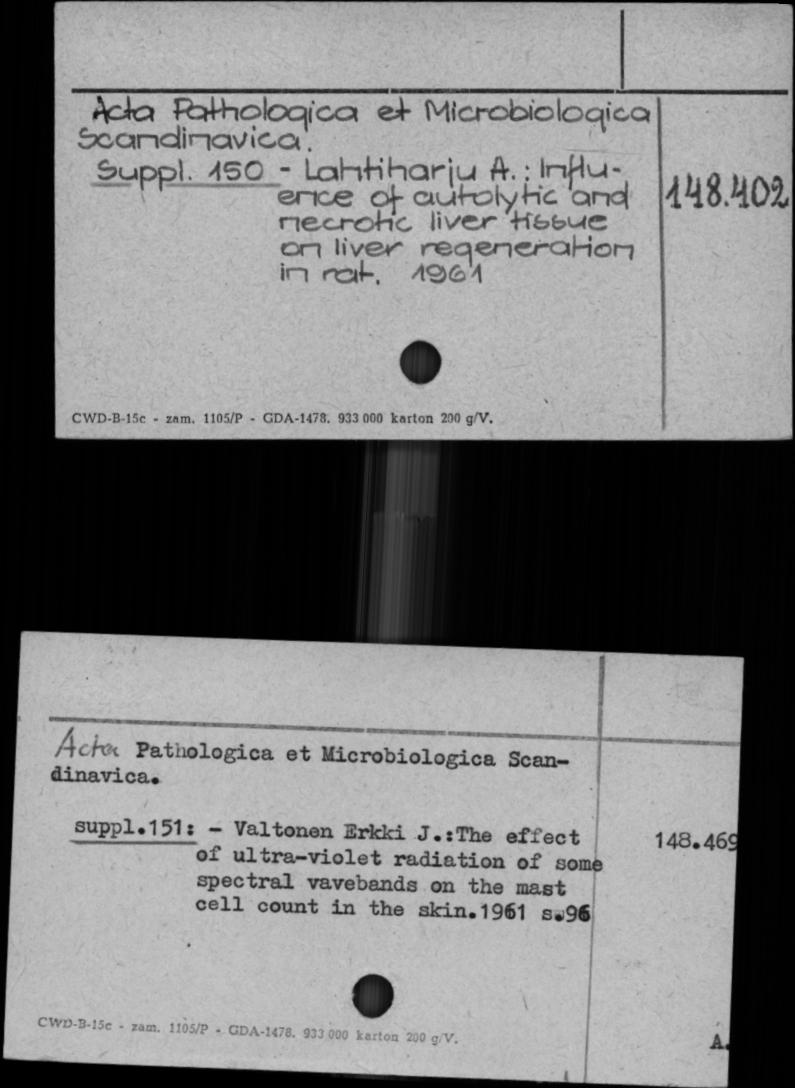 Acta Pathologica et Microbiologica
Scandinavica.
Suppl. 150 - Lahtiharju A.: Influ-
ence of autolytic and
necrotic liver tissue
on liver regeneration
in rat. 1961
148.402
CWD-B-15c - zam. 1105/P - GDA-1478. 933 000 karton 200 g/V.
Acta Pathologica et Microbiologica Scan-
dinavica.
suppl.151: - Valtonen Erkki J.:The effect
of ultra-violet radiation of some
spectral vavebands on the mast
cell count in the skin.1961 s.96
148.469
CWD-B-15c - zam. 1105/P - GDA-1478. 933 000 karton 200 g/V.
A.